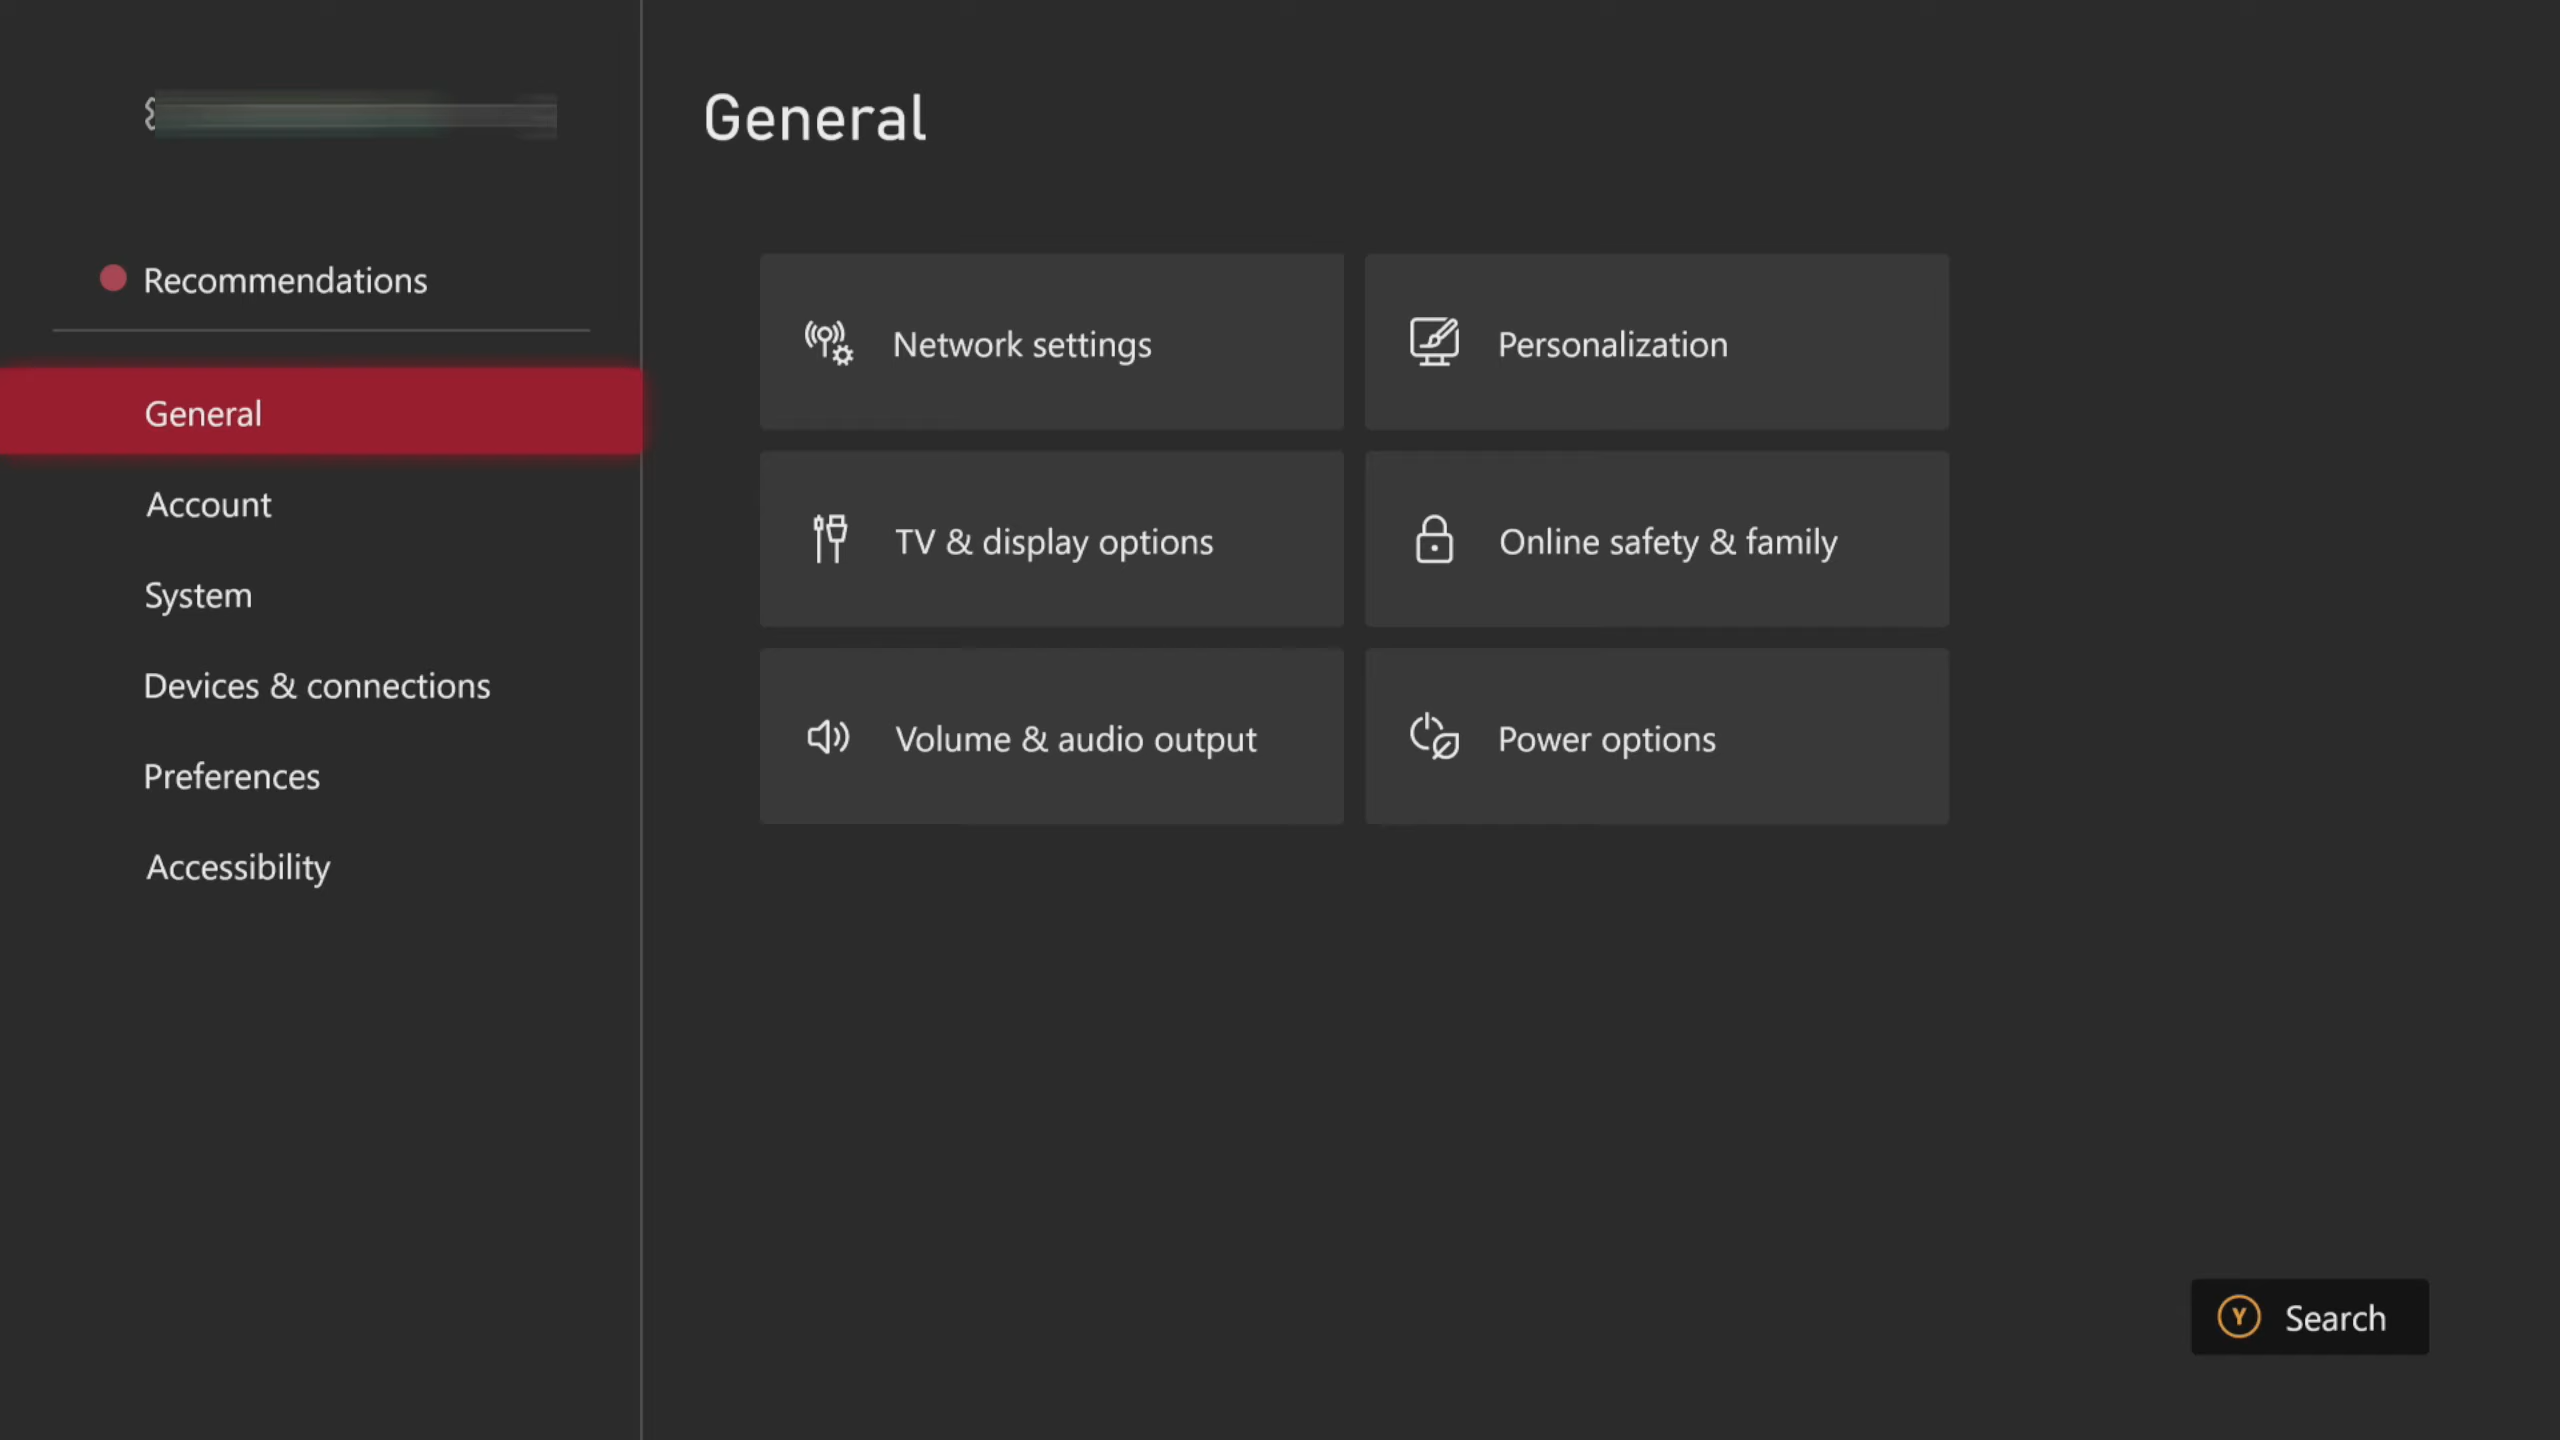 Recommendations
General
Account
System
Devices & connections
Preferences
Accessibility
General
Network settings
Personalization
TV & display options
Online safety & family
Volume & audio output
Power options
Y Search